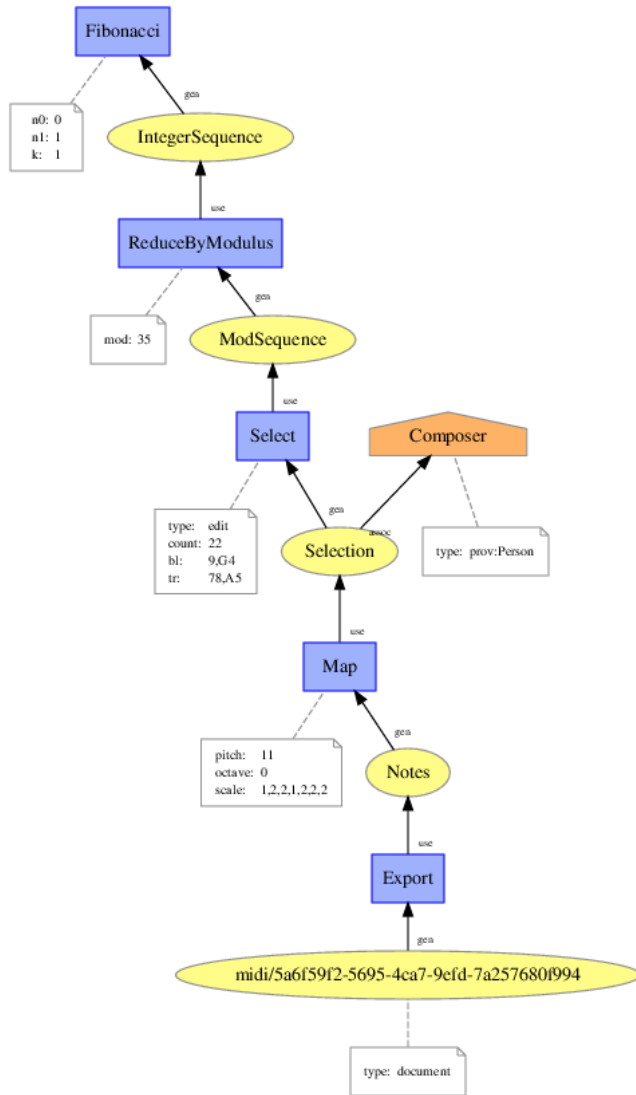 Fibonacci
gen
n0: 0
n1: 1
k: 1
IntegerSequence
use
ReduceByModulus
gen
mod: 35
ModSequence
use
Select
Composer
gen
type: edit
count: 22
bl: 9,G4
tr: 78,A5
assoc
Selection
type: prov:Person
use
Map
gen
pitch: 11
octave: 0
scale: 1,2,2,1,2,2,2
Notes
use
Export
gen
midi/5a6f59f2-5695-4ca7-9efd-7a257680f994
type: document